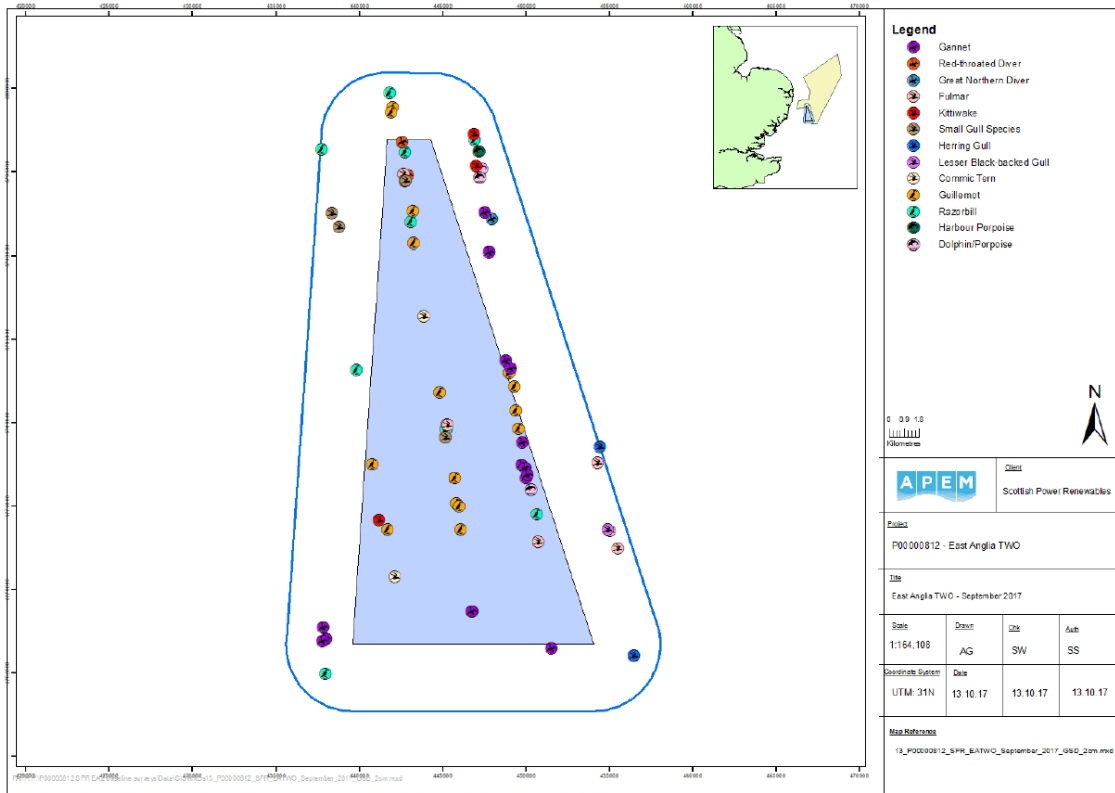 Legend
Gannet
Red-throated Diver
Great Northern Diver
Fulmar
Kittiwake
Small Gull Species
Herring Gull
Lesser Black-backed Gull
Commic Tern
Guillemot
Razorbill
Harbour Porpoise
Dolphin/Porpoise
N
0 0.9 1.8
Kilometres
APEM
Client
Scottish Power Renewables
Project
P00000812 - East Anglia TWO
Title
East Anglia TWO - September 2017
Scale
1:164,108
Drawn
AG
Chk
SW
Auth
SS
Coordinate System
UTM: 31N
Date
13.10.17
13.10.17
13.10.17
Map Reference
13_P00000812_SPR_EATWO_September_2017_GSD_2cm.mxd